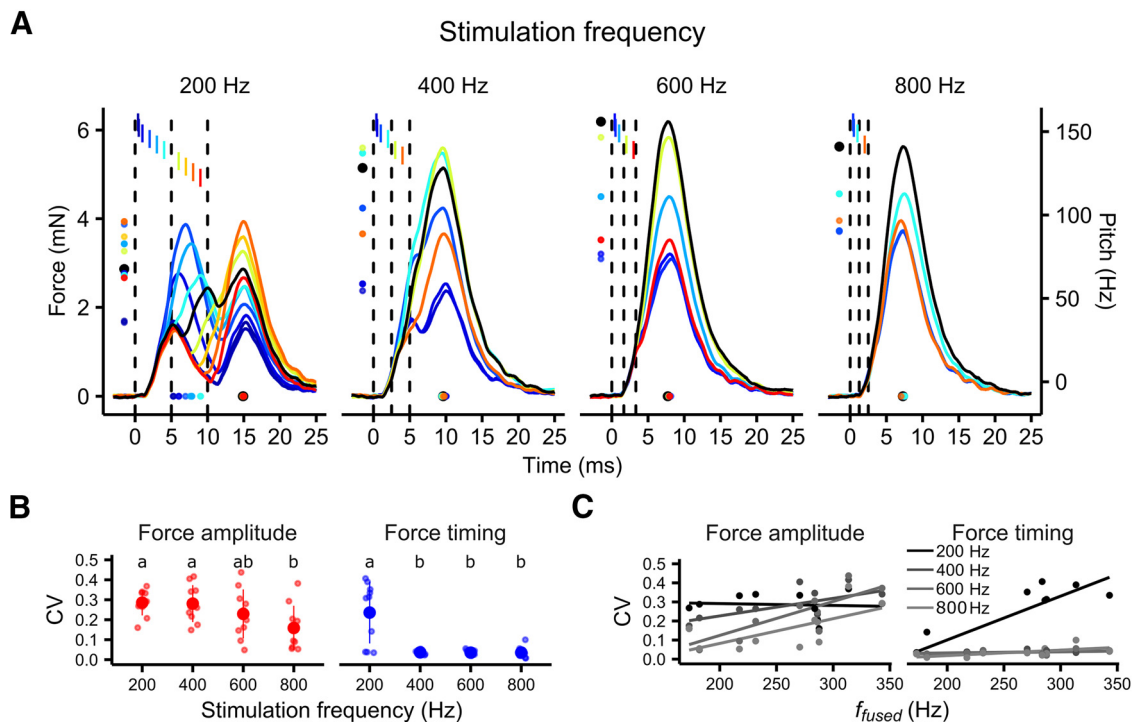 A
Stimulation frequency
200 Hz 400 Hz 600 Hz 800 Hz
Force (mN)
6
4
2
0
150
100
50
0
Pitch (Hz)
0 5 10 15 20 25 0 5 10 15 20 25 0 5 10 15 20 25 0 5 10 15 20 25
Time (ms)
B
Force amplitude Force timing
CV
0.5
0.4
0.3
0.2
0.1
0.0
a a ab b a b b b
200 400 600 800 200 400 600 800
Stimulation frequency (Hz)
C
Force amplitude Force timing
CV
0.5
0.4
0.3
0.2
0.1
0.0
200 Hz
400 Hz
600 Hz
800 Hz
200 250 300 350 200 250 300 350
ffused (Hz)